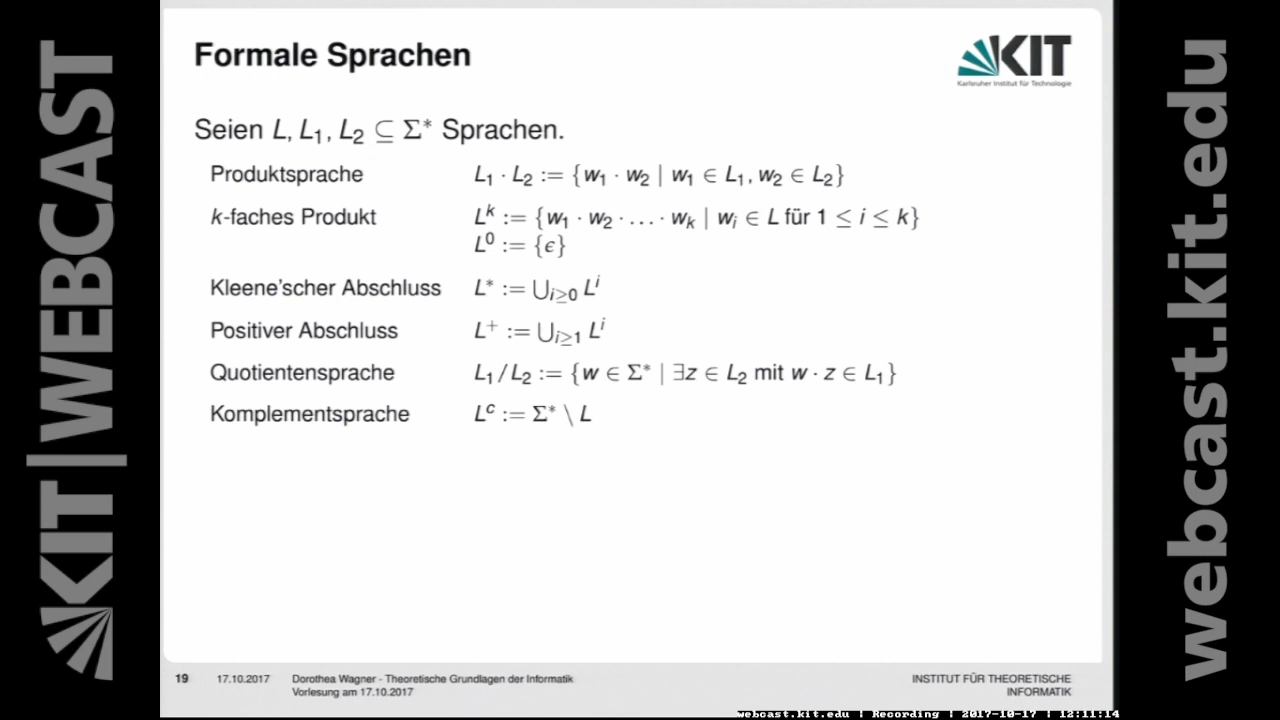 KIT | WEBCAST
Formale Sprachen
KIT
Karlsruher Institut für Technologie
Seien L, L₁, L₂ ⊆ Σ* Sprachen.
Produktsprache L₁ · L₂ := {w₁ · w₂ | w₁ ∈ L₁, w₂ ∈ L₂}
k-faches Produkt Lᵏ := {w₁ · w₂ · … · wₖ | wᵢ ∈ L für 1 ≤ i ≤ k}
L⁰ := {ϵ}
Kleene'scher Abschluss L* := ⋃i≥0 Lⁱ
Positiver Abschluss L⁺ := ⋃i≥1 Lⁱ
Quotientensprache L₁/L₂ := {w ∈ Σ* | ∃z ∈ L₂ mit w · z ∈ L₁}
Komplementsprache Lᶜ := Σ* \ L
19 17.10.2017 Dorothea Wagner - Theoretische Grundlagen der Informatik
Vorlesung am 17.10.2017
INSTITUT FÜR THEORETISCHE
INFORMATIK
webcast.kit.edu
webcast.kit.edu | Recording | 2017-10-17 | 12:11:14